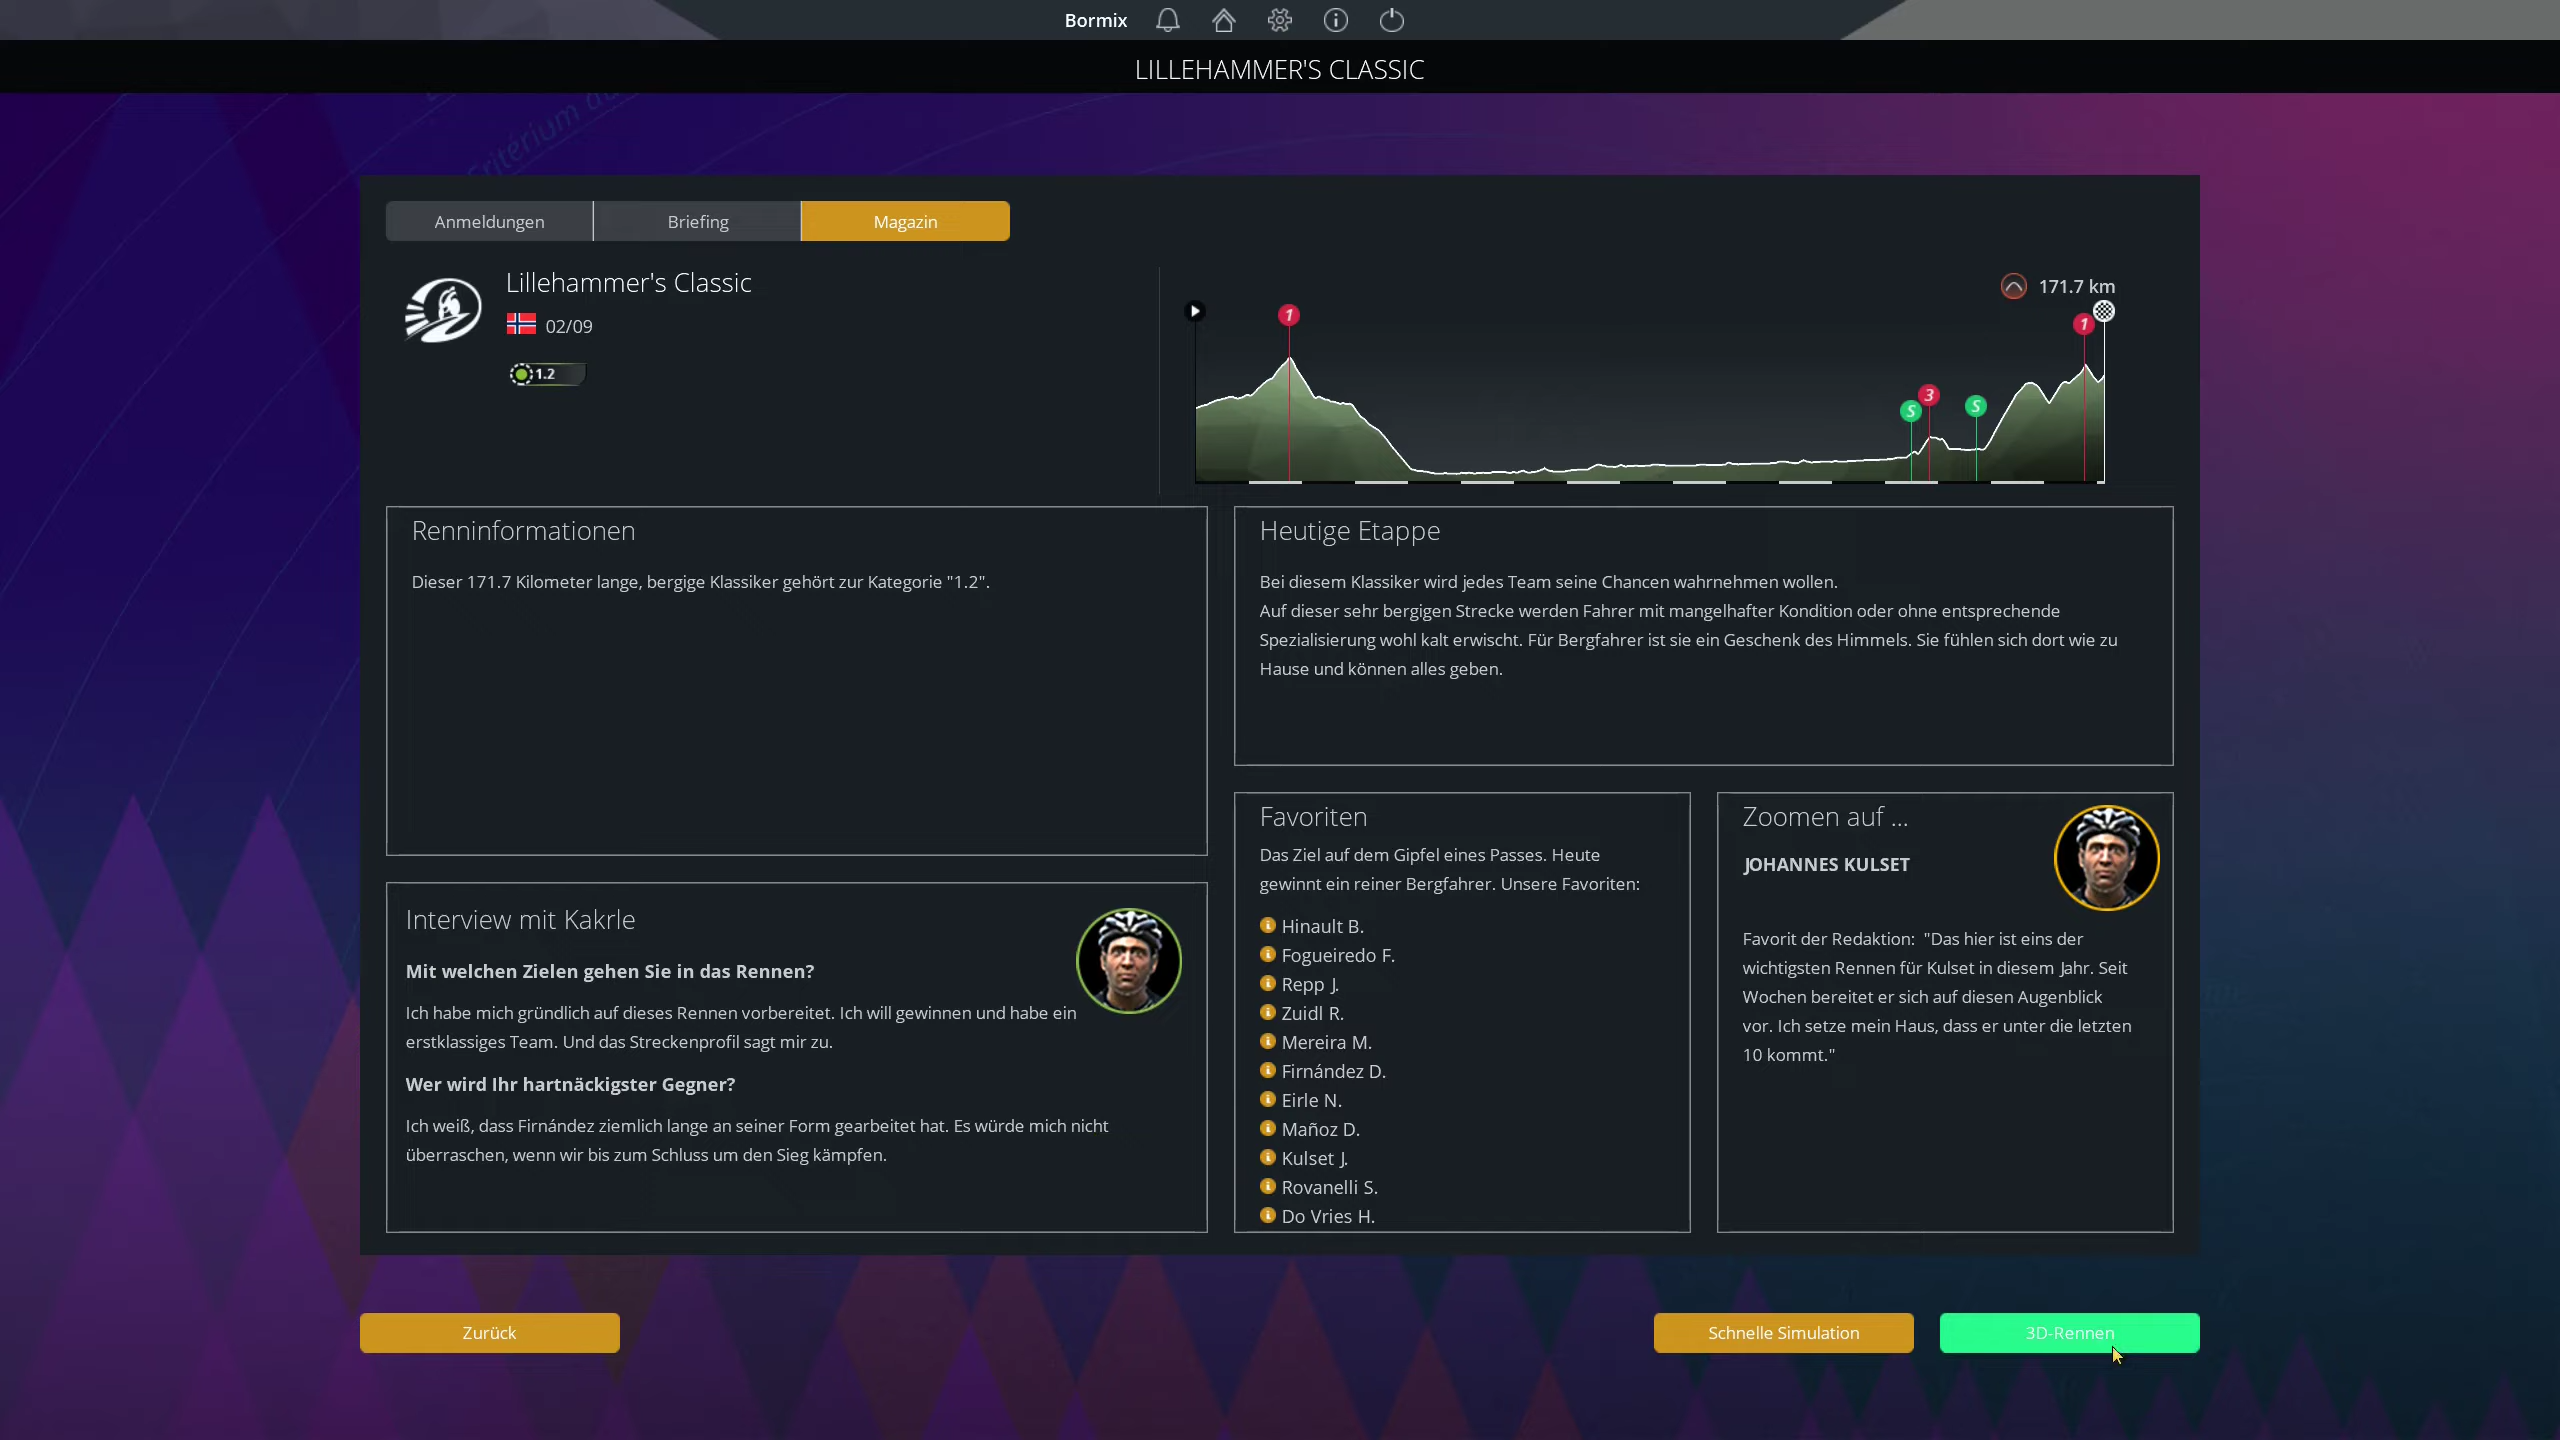 Bormix
LILLEHAMMER'S CLASSIC
Critérium du
Anmeldungen
Briefing
Magazin
Lillehammer's Classic
02/09
1.2
171.7 km
1
1
S
3
S
Renninformationen
Dieser 171.7 Kilometer lange, bergige Klassiker gehört zur Kategorie "1.2".
Heutige Etappe
Bei diesem Klassiker wird jedes Team seine Chancen wahrnehmen wollen.
Auf dieser sehr bergigen Strecke werden Fahrer mit mangelhafter Kondition oder ohne entsprechende
Spezialisierung wohl kalt erwischt. Für Bergfahrer ist sie ein Geschenk des Himmels. Sie fühlen sich dort wie zu
Hause und können alles geben.
Interview mit Kakrle
Mit welchen Zielen gehen Sie in das Rennen?
Ich habe mich gründlich auf dieses Rennen vorbereitet. Ich will gewinnen und habe ein
erstklassiges Team. Und das Streckenprofil sagt mir zu.
Wer wird Ihr hartnäckigster Gegner?
Ich weiß, dass Firnández ziemlich lange an seiner Form gearbeitet hat. Es würde mich nicht
überraschen, wenn wir bis zum Schluss um den Sieg kämpfen.
Favoriten
Das Ziel auf dem Gipfel eines Passes. Heute
gewinnt ein reiner Bergfahrer. Unsere Favoriten:
Hinault B.
Fogueiredo F.
Repp J.
Zuidl R.
Mereira M.
Firnández D.
Eirle N.
Mañoz D.
Kulset J.
Rovanelli S.
Do Vries H.
Zoomen auf ...
JOHANNES KULSET
Favorit der Redaktion: "Das hier ist eins der
wichtigsten Rennen für Kulset in diesem Jahr. Seit
Wochen bereitet er sich auf diesen Augenblick
vor. Ich setze mein Haus, dass er unter die letzten
10 kommt."
Zurück
Schnelle Simulation
3D-Rennen